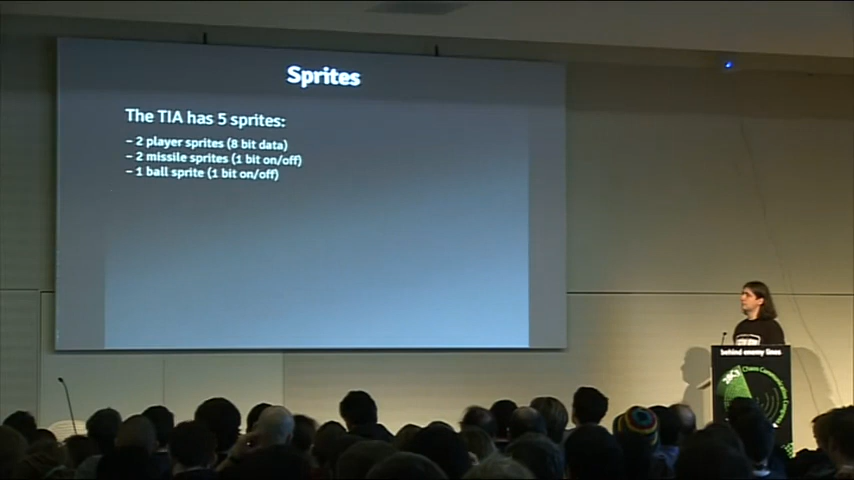 Sprites
The TIA has 5 sprites:
– 2 player sprites (8 bit data)
– 2 missile sprites (1 bit on/off)
– 1 ball sprite (1 bit on/off)
behind enemy lines
28C3